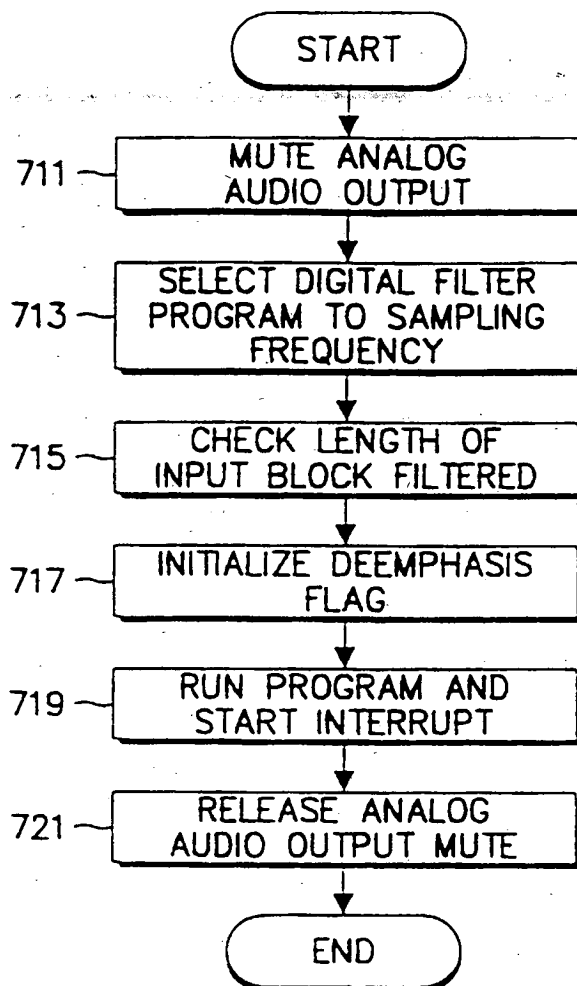 START
711
MUTE ANALOG
AUDIO OUTPUT
713
SELECT DIGITAL FILTER
PROGRAM TO SAMPLING
FREQUENCY
715
CHECK LENGTH OF
INPUT BLOCK FILTERED
717
INITIALIZE DEEMPHASIS
FLAG
719
RUN PROGRAM AND
START INTERRUPT
721
RELEASE ANALOG
AUDIO OUTPUT MUTE
END